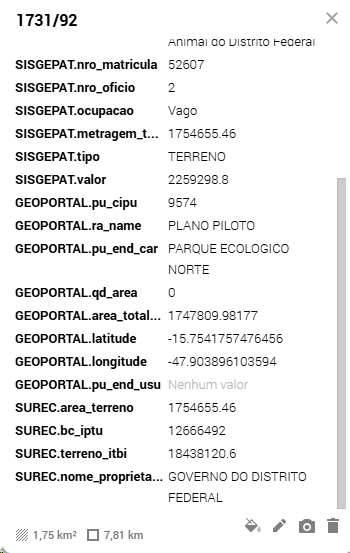 1731/92
Animal do Distrito Federal
SISGEPAT.nro_matricula 52607
SISGEPAT.nro_oficio 2
SISGEPAT.ocupacao Vago
SISGEPAT.metragem_t... 1754655.46
SISGEPAT.tipo TERRENO
SISGEPAT.valor 2259298.8
GEOPORTAL.pu_cipu 9574
GEOPORTAL.ra_name PLANO PILOTO
GEOPORTAL.pu_end_car PARQUE ECOLOGICO
NORTE
GEOPORTAL.qd_area 0
GEOPORTAL.area_total... 1747809.98177
GEOPORTAL.latitude -15.7541757476456
GEOPORTAL.longitude -47.903896103594
GEOPORTAL.pu_end_usu Nenhum valor
SUREC.area_terreno 1754655.46
SUREC.bc_iptu 12666492
SUREC.terreno_itbi 18438120.6
SUREC.nome_proprieta... GOVERNO DO DISTRITO
FEDERAL
1,75 km² 7,81 km